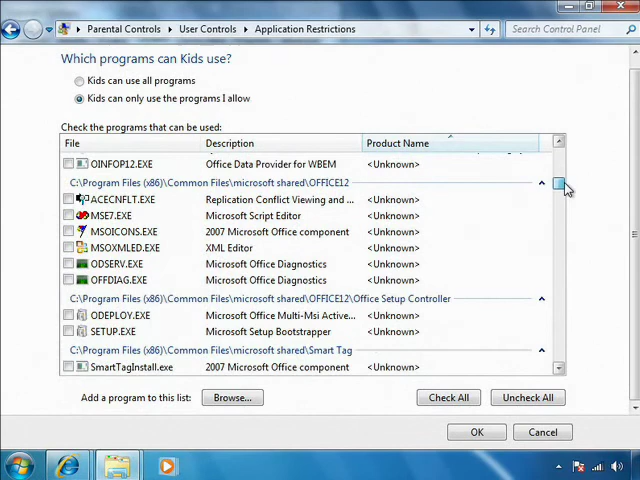 Parental Controls ▸ User Controls ▸ Application Restrictions
Search Control Panel
Which programs can Kids use?
Kids can use all programs
Kids can only use the programs I allow
Check the programs that can be used:
File Description Product Name
OINFOP12.EXE Office Data Provider for WBEM <Unknown>
C:\Program Files (x86)\Common Files\microsoft shared\OFFICE12
ACECNFLT.EXE Replication Conflict Viewing and ... <Unknown>
MSE7.EXE Microsoft Script Editor <Unknown>
MSOICONS.EXE 2007 Microsoft Office component <Unknown>
MSOXMLED.EXE XML Editor <Unknown>
ODSERV.EXE Microsoft Office Diagnostics <Unknown>
OFFDIAG.EXE Microsoft Office Diagnostics <Unknown>
C:\Program Files (x86)\Common Files\microsoft shared\OFFICE12\Office Setup Controller
ODEPLOY.EXE Microsoft Office Multi-Msi Active... <Unknown>
SETUP.EXE Microsoft Setup Bootstrapper <Unknown>
C:\Program Files (x86)\Common Files\microsoft shared\Smart Tag
SmartTagInstall.exe 2007 Microsoft Office component <Unknown>
Add a program to this list: Browse... Check All Uncheck All
OK Cancel